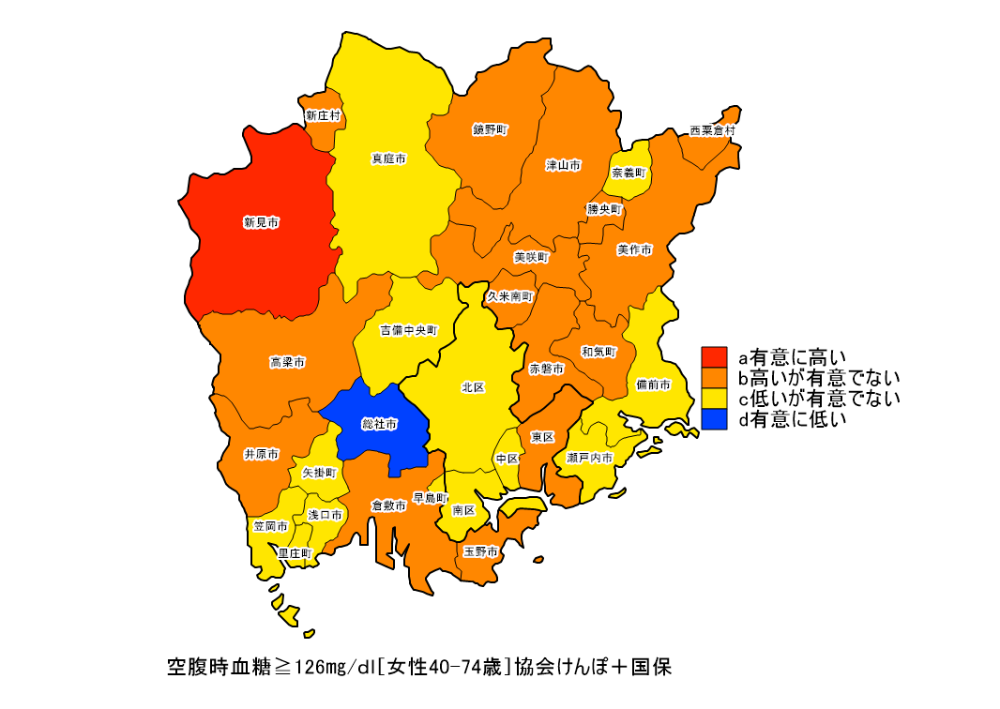 新庄村
鏡野町
西粟倉村
真庭市
津山市
奈義町
勝央町
新見市
美作市
美咲町
久米南町
吉備中央町
和気町
高梁市
赤磐市
備前市
北区
a有意に高い
b高いが有意でない
c低いが有意でない
d有意に低い
総社市
東区
井原市
中区
瀬戸内市
矢掛町
早島町
倉敷市
南区
浅口市
笠岡市
里庄町
玉野市
空腹時血糖≧126mg/dl[女性40-74歳]協会けんぽ＋国保